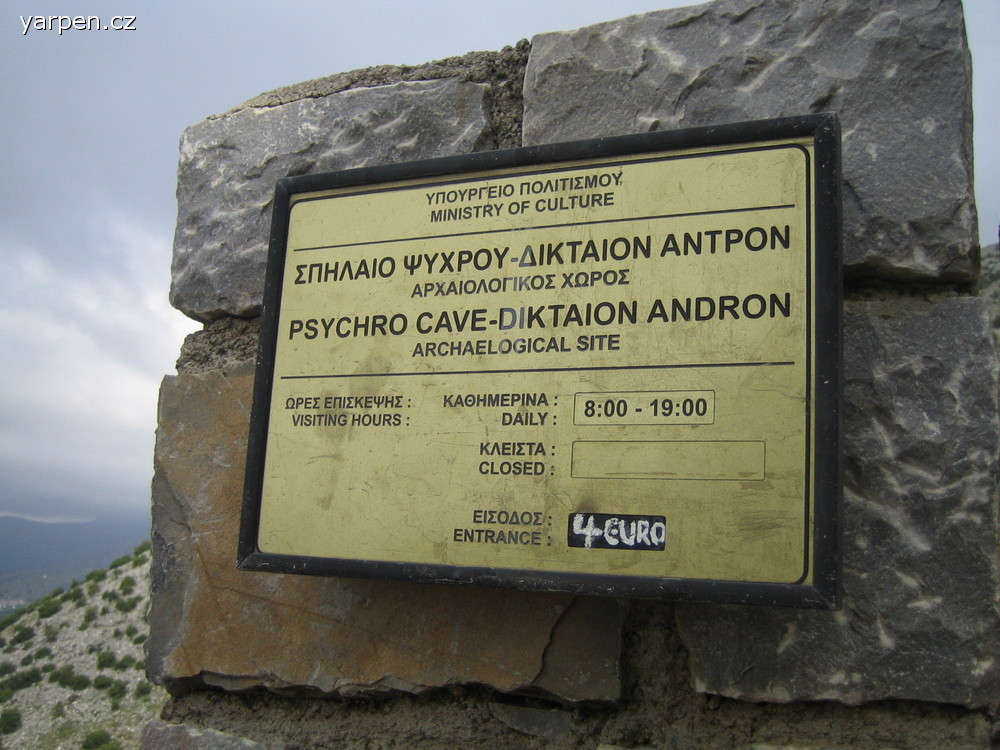 yarpen.cz
ΥΠΟΥΡΓΕΙΟ ΠΟΛΙΤΙΣΜΟΥ
MINISTRY OF CULTURE
ΣΠΗΛΑΙΟ ΨΥΧΡΟΥ-ΔΙΚΤΑΙΟΝ ΑΝΤΡΟΝ
ΑΡΧΑΙΟΛΟΓΙΚΟΣ ΧΩΡΟΣ
PSYCHRO CAVE-DIKTAION ANDRON
ARCHAELOGICAL SITE
ΩΡΕΣ ΕΠΙΣΚΕΨΗΣ : ΚΑΘΗΜΕΡΙΝΑ :
VISITING HOURS : DAILY : 8:00 - 19:00
ΚΛΕΙΣΤΑ :
CLOSED :
ΕΙΣΟΔΟΣ :
ENTRANCE : 4 EURO